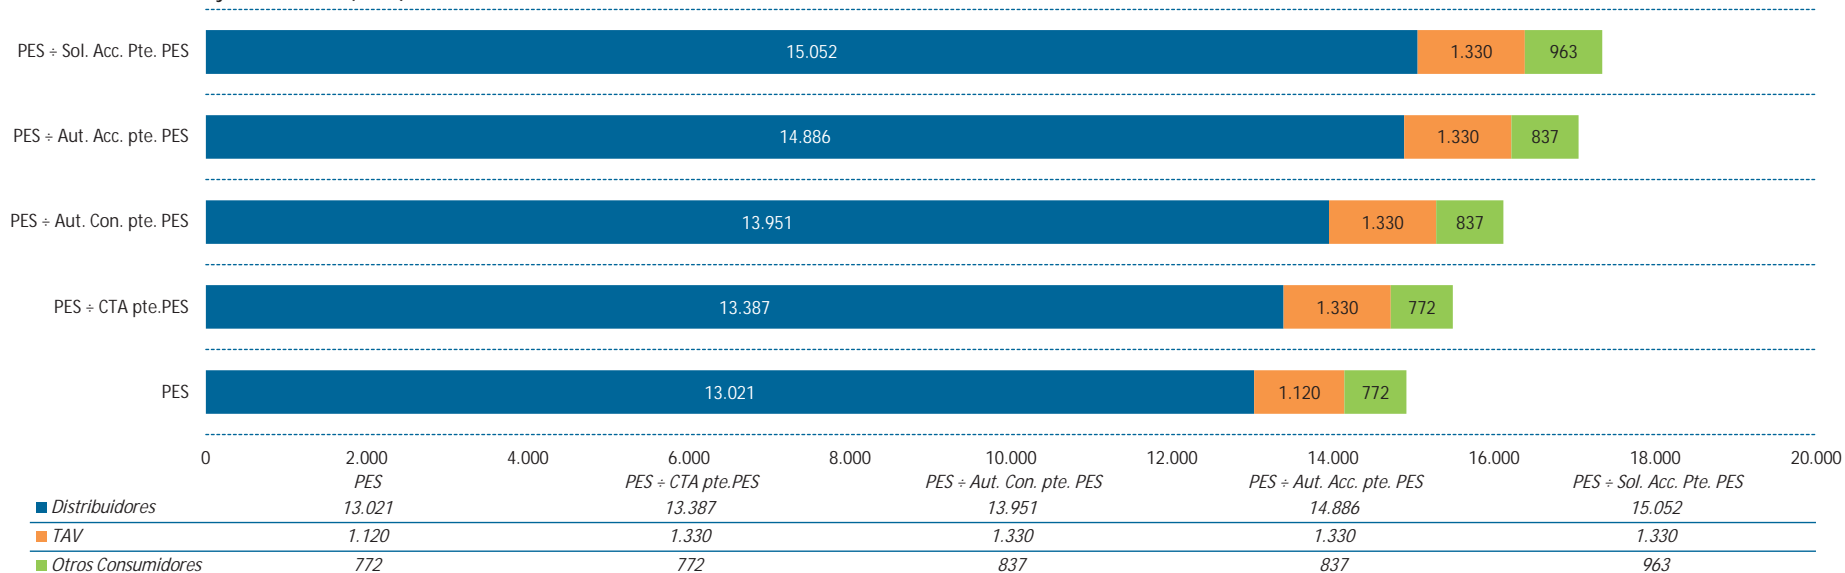 PES ÷ Sol. Acc. Pte. PES
15.052 1.330 963
PES ÷ Aut. Acc. pte. PES
14.886 1.330 837
PES ÷ Aut. Con. pte. PES
13.951 1.330 837
PES ÷ CTA pte.PES
13.387 1.330 772
PES
13.021 1.120 772
0 2.000 4.000 6.000 8.000 10.000 12.000 14.000 16.000 18.000 20.000
PES PES ÷ CTA pte.PES PES ÷ Aut. Con. pte. PES PES ÷ Aut. Acc. pte. PES PES ÷ Sol. Acc. Pte. PES
Distribuidores 13.021 13.387 13.951 14.886 15.052
TAV 1.120 1.330 1.330 1.330 1.330
Otros Consumidores 772 772 837 837 963